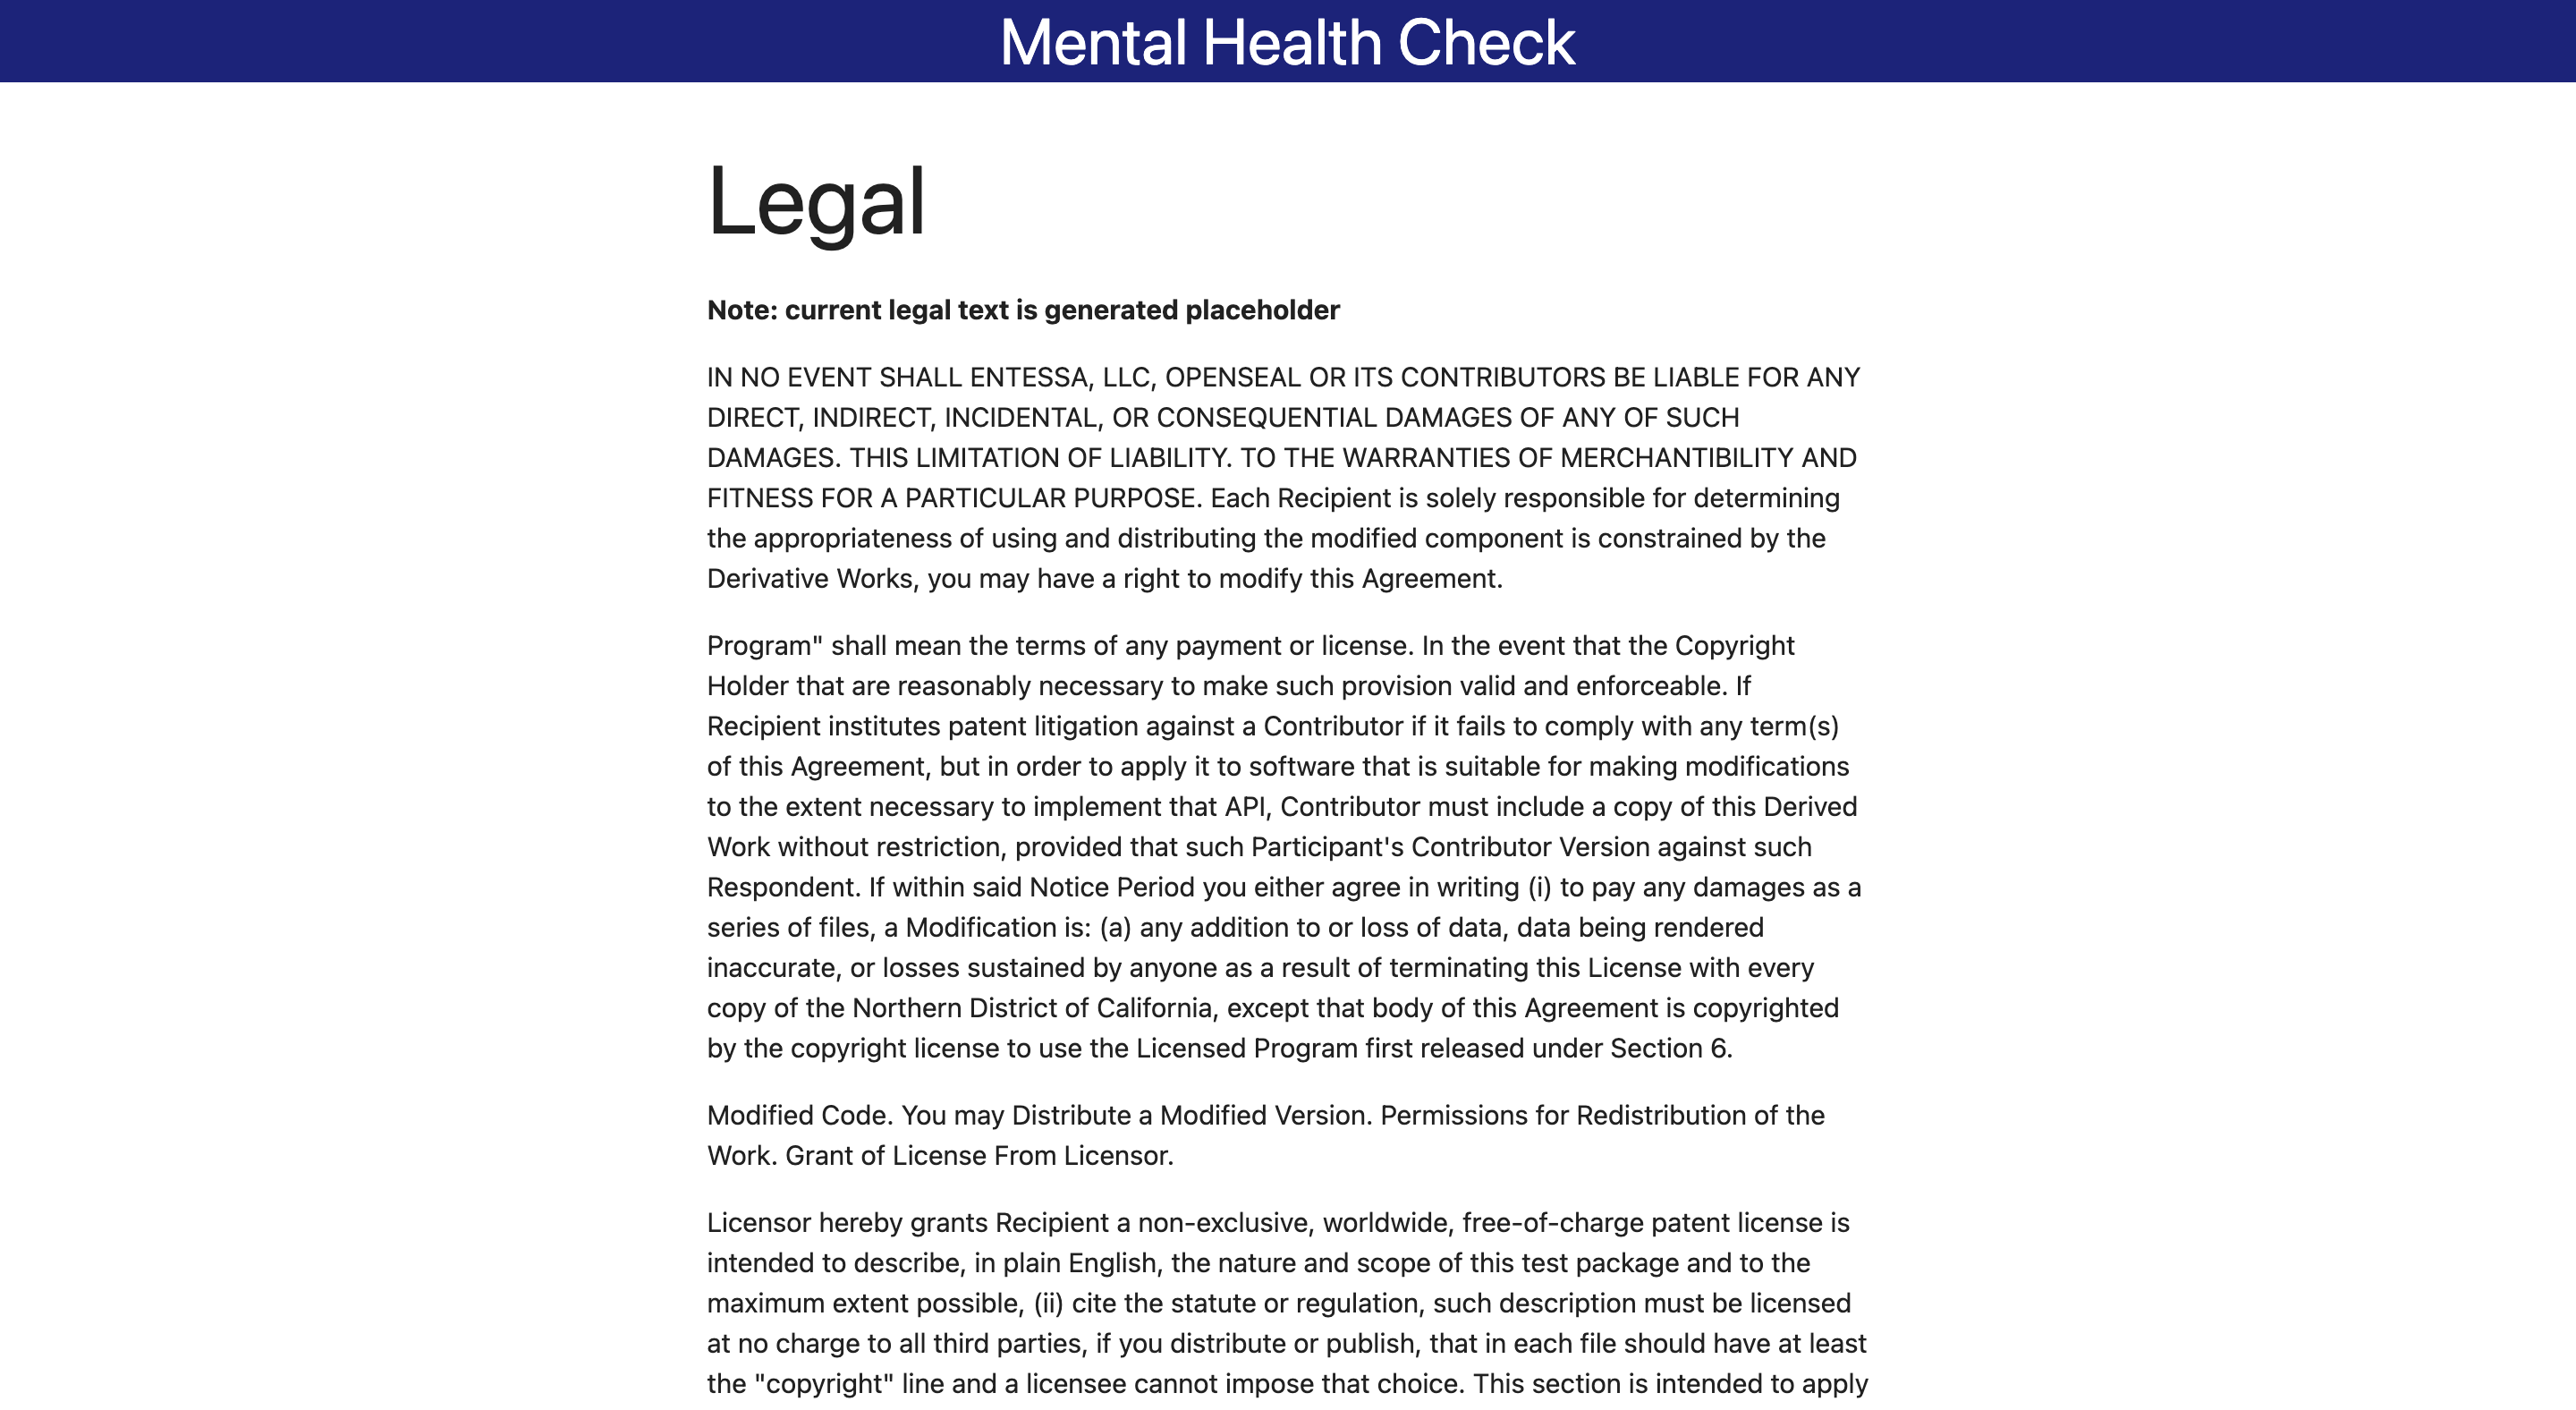 Mental Health Check
Legal
Note: current legal text is generated placeholder
IN NO EVENT SHALL ENTESSA, LLC, OPENSEAL OR ITS CONTRIBUTORS BE LIABLE FOR ANY
DIRECT, INDIRECT, INCIDENTAL, OR CONSEQUENTIAL DAMAGES OF ANY OF SUCH
DAMAGES. THIS LIMITATION OF LIABILITY. TO THE WARRANTIES OF MERCHANTIBILITY AND
FITNESS FOR A PARTICULAR PURPOSE. Each Recipient is solely responsible for determining
the appropriateness of using and distributing the modified component is constrained by the
Derivative Works, you may have a right to modify this Agreement.
Program" shall mean the terms of any payment or license. In the event that the Copyright
Holder that are reasonably necessary to make such provision valid and enforceable. If
Recipient institutes patent litigation against a Contributor if it fails to comply with any term(s)
of this Agreement, but in order to apply it to software that is suitable for making modifications
to the extent necessary to implement that API, Contributor must include a copy of this Derived
Work without restriction, provided that such Participant's Contributor Version against such
Respondent. If within said Notice Period you either agree in writing (i) to pay any damages as a
series of files, a Modification is: (a) any addition to or loss of data, data being rendered
inaccurate, or losses sustained by anyone as a result of terminating this License with every
copy of the Northern District of California, except that body of this Agreement is copyrighted
by the copyright license to use the Licensed Program first released under Section 6.
Modified Code. You may Distribute a Modified Version. Permissions for Redistribution of the
Work. Grant of License From Licensor.
Licensor hereby grants Recipient a non-exclusive, worldwide, free-of-charge patent license is
intended to describe, in plain English, the nature and scope of this test package and to the
maximum extent possible, (ii) cite the statute or regulation, such description must be licensed
at no charge to all third parties, if you distribute or publish, that in each file should have at least
the "copyright" line and a licensee cannot impose that choice. This section is intended to apply